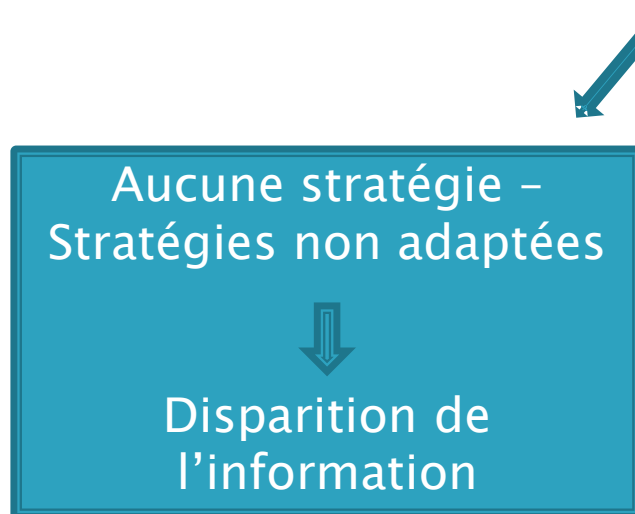 Aucune stratégie –
Stratégies non adaptées
Disparition de
l’information